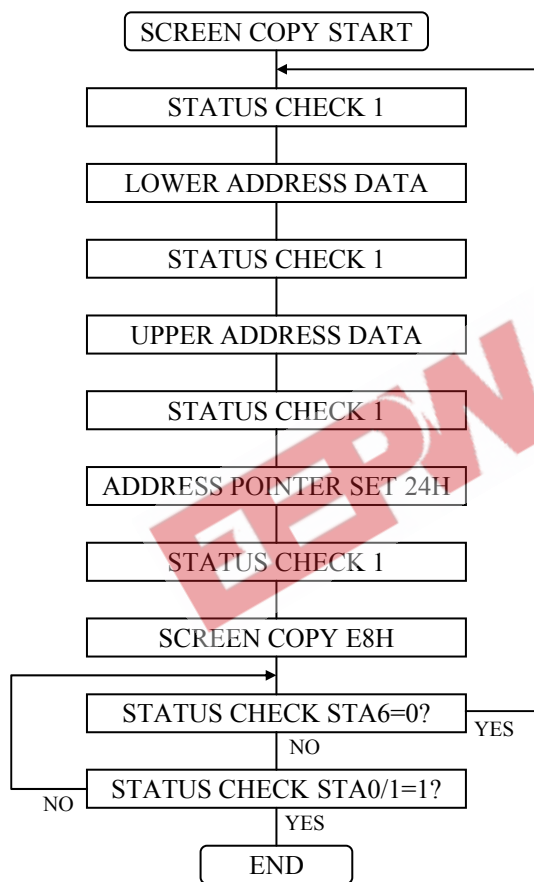 SCREEN COPY START
STATUS CHECK 1
LOWER ADDRESS DATA
STATUS CHECK 1
UPPER ADDRESS DATA
STATUS CHECK 1
ADDRESS POINTER SET 24H
STATUS CHECK 1
SCREEN COPY E8H
STATUS CHECK STA6=0?
YES
NO
STATUS CHECK STA0/1=1?
NO
YES
END
EEPW